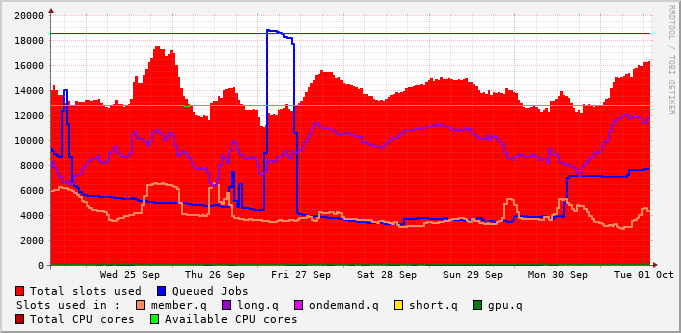 20000
18000
16000
14000
12000
10000
8000
6000
4000
2000
0
Wed 25 Sep Thu 26 Sep Fri 27 Sep Sat 28 Sep Sun 29 Sep Mon 30 Sep Tue 01 Oct
RRDTOOL / TOBI OETIKER
Total slots used Queued Jobs
Slots used in : member.q long.q ondemand.q short.q gpu.q
Total CPU cores Available CPU cores